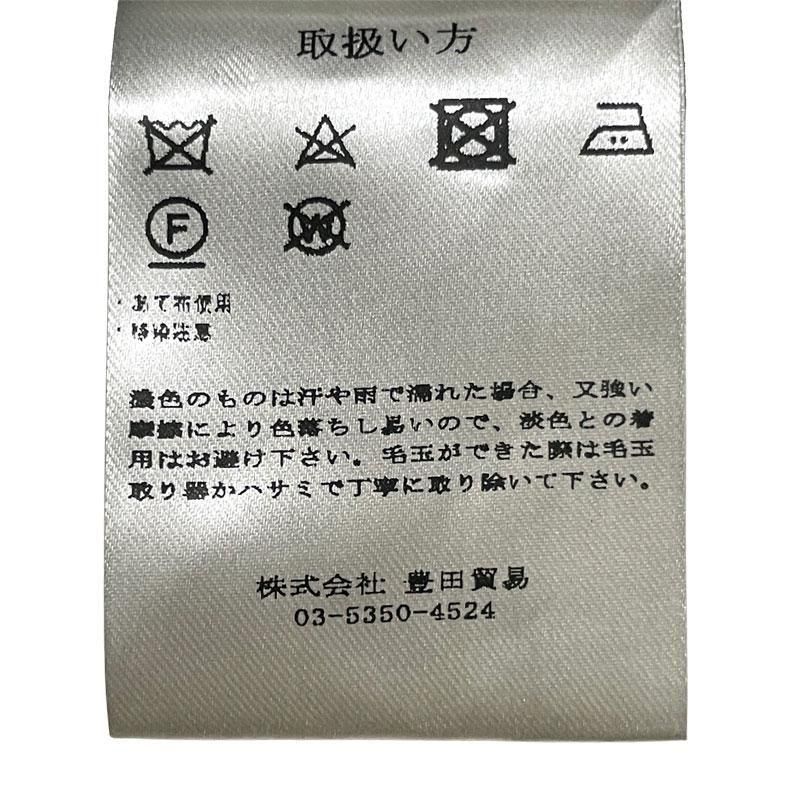 取扱い方
F W
・あて布使用
・移染注意
濃色のものは汗や雨で濡れた場合、又強い
摩擦により色落ちし易いので、淡色との着
用はお避け下さい。毛玉ができた際は毛玉
取り器かハサミで丁寧に取り除いて下さい。
株式会社 豊田貿易
03-5350-4524